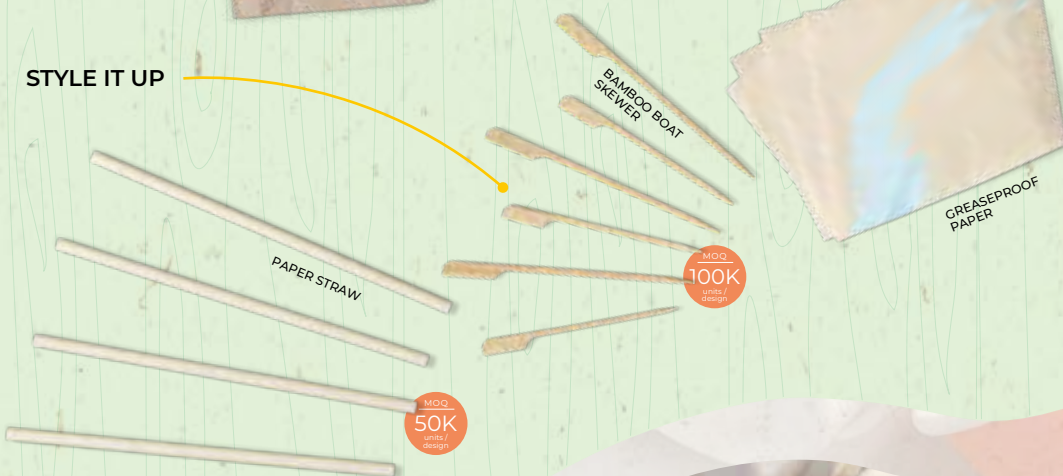 STYLE IT UP
BAMBOO BOAT
SKEWER
GREASEPROOF
PAPER
PAPER STRAW
MOQ
100K
units /
design
MOQ
50K
units /
design